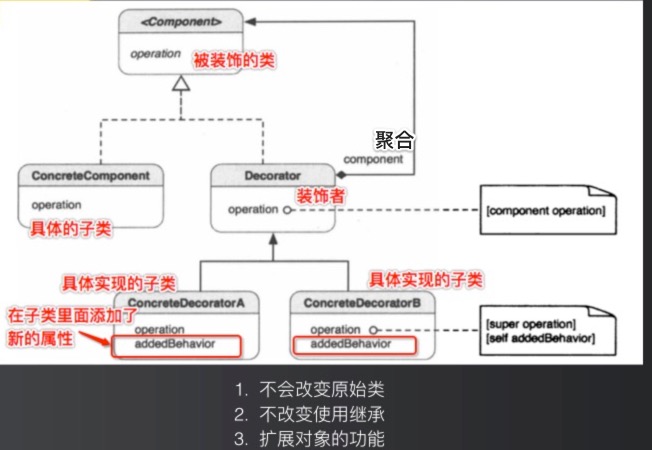 <Component>
operation
被装饰的类
聚合
component
ConcreteComponent
operation
具体的子类
Decorator
装饰者
operation
[component operation]
具体实现的子类
具体实现的子类
在子类里面添加了
新的属性
ConcreteDecoratorA
operation
addedBehavior
ConcreteDecoratorB
operation
addedBehavior
[super operation]
[self addedBehavior]
1. 不会改变原始类
2. 不改变使用继承
3. 扩展对象的功能